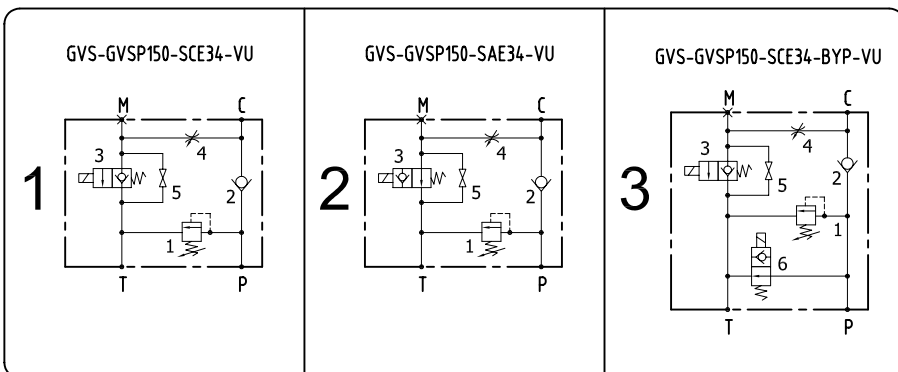 GVS-GVSP150-SCE34-VU
M C
3
4
1
5
2
1
T P
GVS-GVSP150-SAE34-VU
M C
3
4
2
5
2
1
T P
GVS-GVSP150-SCE34-BYP-VU
M C
3
4
2
3
5
1
6
T P